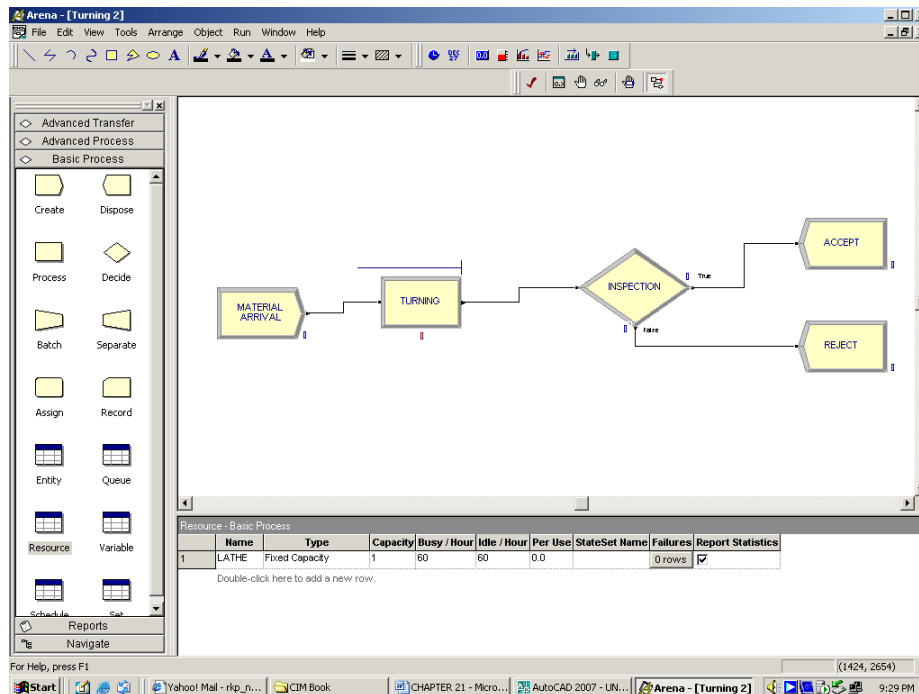 Arena - [Turning 2]
File Edit View Tools Arrange Object Run Window Help
Advanced Transfer
Advanced Process
Basic Process
Create Dispose
Process Decide
Batch Separate
Assign Record
Entity Queue
Resource Variable
Schedule Set
Reports
Navigate
MATERIAL
ARRIVAL
TURNING
INSPECTION
True
False
ACCEPT
REJECT
Resource - Basic Process
Name Type Capacity Busy / Hour Idle / Hour Per Use StateSet Name Failures Report Statistics
1 LATHE Fixed Capacity 1 60 60 0.0 0 rows
Double-click here to add a new row.
For Help, press F1
(1424, 2654)
Start Yahoo! Mail - rkp_n... CIM Book CHAPTER 21 - Micro... AutoCAD 2007 - UN... Arena - [Turning 2] 9:29 PM